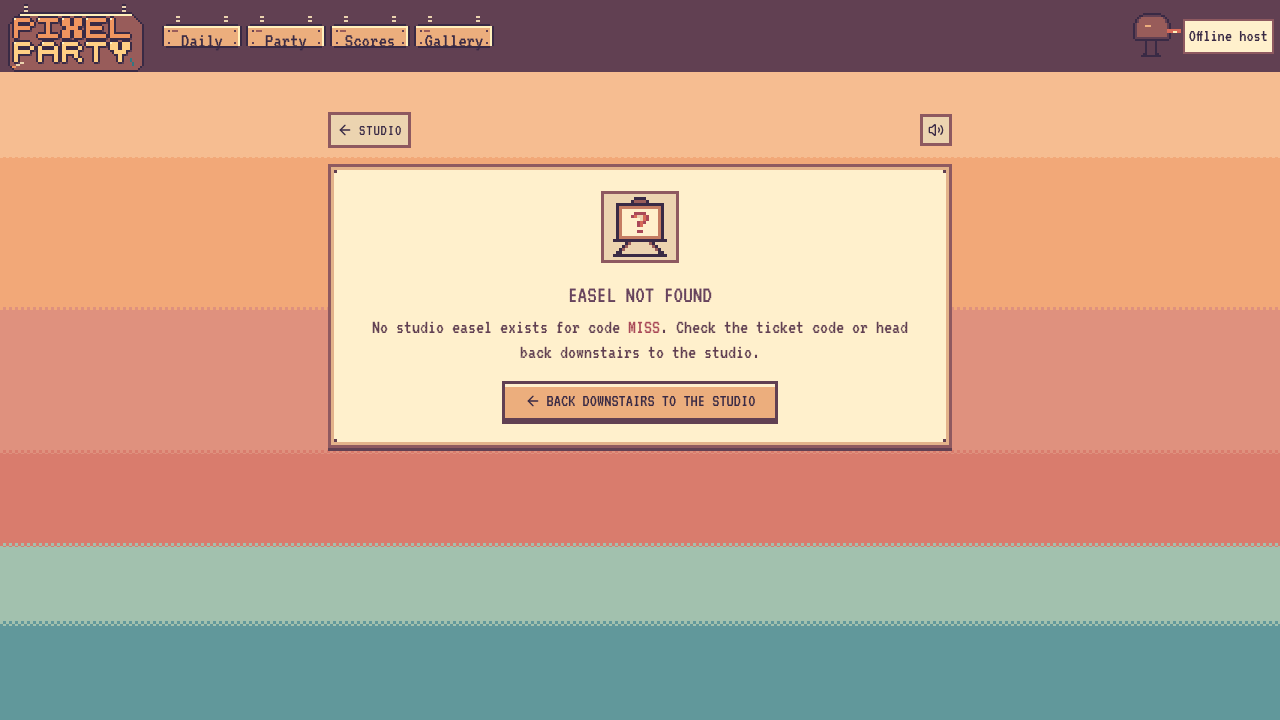 PIXEL
PARTY
Daily
Party
Scores
Gallery
Offline host
← STUDIO
?
EASEL NOT FOUND
No studio easel exists for code MISS. Check the ticket code or head
back downstairs to the studio.
← BACK DOWNSTAIRS TO THE STUDIO